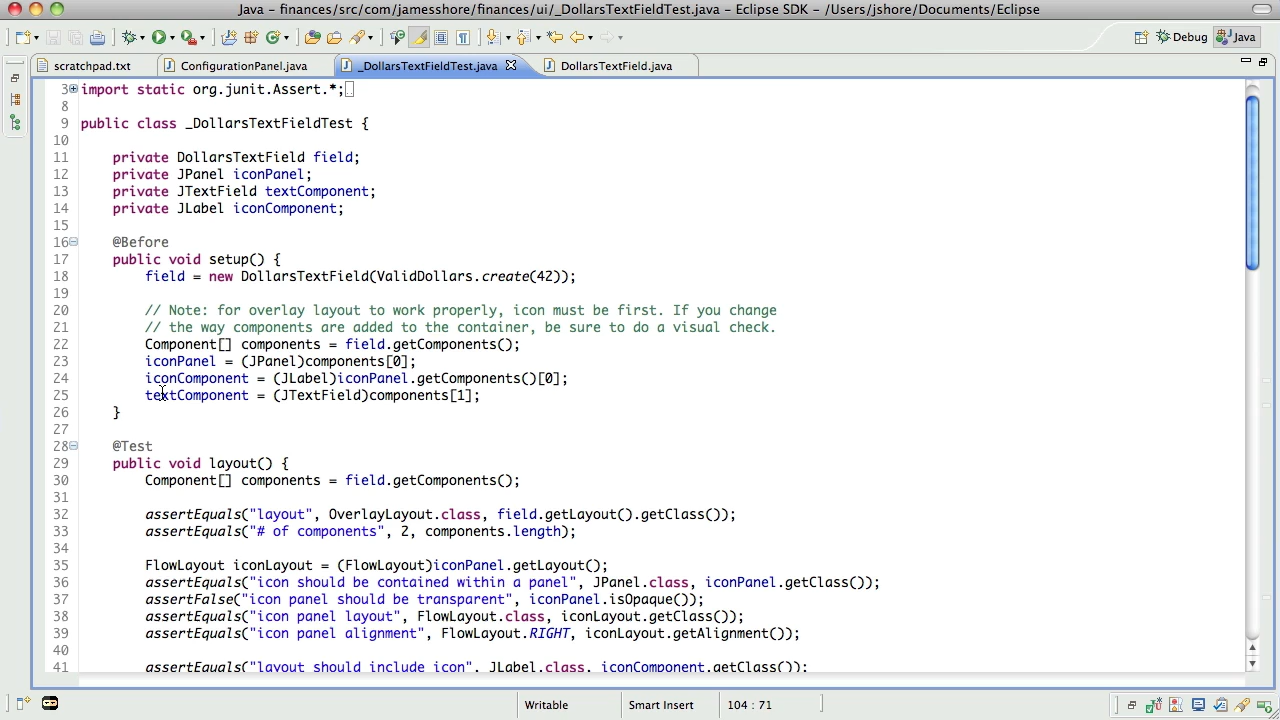 Java - finances/src/com/jamesshore/finances/ui/_DollarsTextFieldTest.java - Eclipse SDK - /Users/jshore/Documents/Eclipse
Debug Java
scratchpad.txt ConfigurationPanel.java _DollarsTextFieldTest.java DollarsTextField.java
3 import static org.junit.Assert.*;
8
9 public class _DollarsTextFieldTest {
10
11 private DollarsTextField field;
12 private JPanel iconPanel;
13 private JTextField textComponent;
14 private JLabel iconComponent;
15
16 @Before
17 public void setup() {
18 field = new DollarsTextField(ValidDollars.create(42));
19
20 // Note: for overlay layout to work properly, icon must be first. If you change
21 // the way components are added to the container, be sure to do a visual check.
22 Component[] components = field.getComponents();
23 iconPanel = (JPanel)components[0];
24 iconComponent = (JLabel)iconPanel.getComponents()[0];
25 textComponent = (JTextField)components[1];
26 }
27
28 @Test
29 public void layout() {
30 Component[] components = field.getComponents();
31
32 assertEquals("layout", OverlayLayout.class, field.getLayout().getClass());
33 assertEquals("# of components", 2, components.length);
34
35 FlowLayout iconLayout = (FlowLayout)iconPanel.getLayout();
36 assertEquals("icon should be contained within a panel", JPanel.class, iconPanel.getClass());
37 assertFalse("icon panel should be transparent", iconPanel.isOpaque());
38 assertEquals("icon panel layout", FlowLayout.class, iconLayout.getClass());
39 assertEquals("icon panel alignment", FlowLayout.RIGHT, iconLayout.getAlignment());
40
41 assertEquals("layout should include icon", JLabel.class, iconComponent.getClass());
Writable Smart Insert 104 : 71